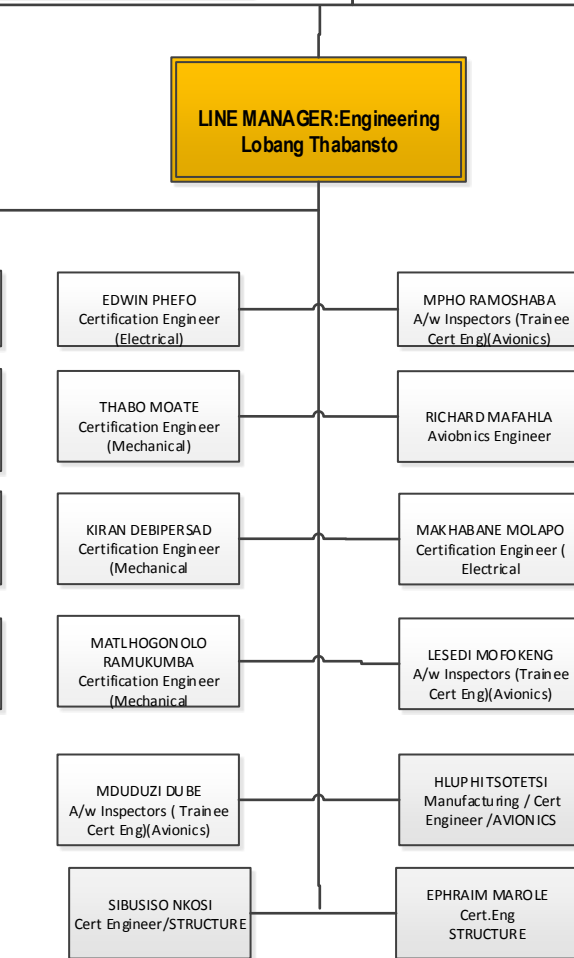 LINE MANAGER:Engineering
Lobang Thabansto
EDWIN PHEFO
Certification Engineer
(Electrical)
MPHO RAMOSHABA
A/w Inspectors (Trainee
Cert Eng)(Avionics)
THABO MOATE
Certification Engineer
(Mechanical)
RICHARD MAFAHLA
Aviobnics Engineer
KIRAN DEBIPERSAD
Certification Engineer
(Mechanical
MAKHABANE MOLAPO
Certification Engineer (
Electrical
MATLHOGONOLO
RAMUKUMBA
Certification Engineer
(Mechanical
LESEDI MOFOKENG
A/w Inspectors (Trainee
Cert Eng)(Avionics)
MDUDUZI DUBE
A/w Inspectors ( Trainee
Cert Eng)(Avionics)
HLUPHI TSOTETSI
Manufacturing / Cert
Engineer /AVIONICS
SIBUSISO NKOSI
Cert Engineer/STRUCTURE
EPHRAIM MAROLE
Cert.Eng
STRUCTURE